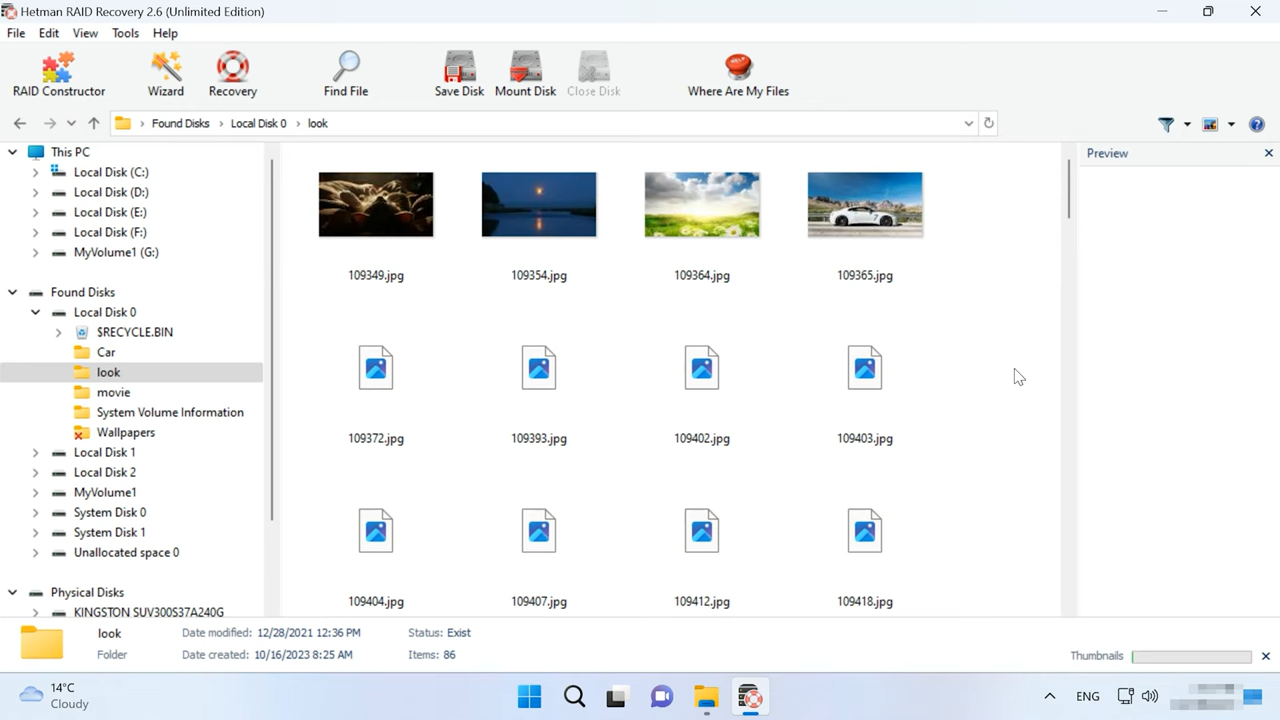 Hetman RAID Recovery 2.6 (Unlimited Edition)
File Edit View Tools Help
RAID Constructor Wizard Recovery Find File Save Disk Mount Disk Close Disk Where Are My Files
HELP
Found Disks > Local Disk 0 > look
This PC
Local Disk (C:)
Local Disk (D:)
Local Disk (E:)
Local Disk (F:)
MyVolume1 (G:)
Found Disks
Local Disk 0
$RECYCLE.BIN
Car
look
movie
System Volume Information
Wallpapers
Local Disk 1
Local Disk 2
MyVolume1
System Disk 0
System Disk 1
Unallocated space 0
Physical Disks
KINGSTON SUV300S37A240G
109349.jpg 109354.jpg 109364.jpg 109365.jpg
109372.jpg 109393.jpg 109402.jpg 109403.jpg
109404.jpg 109407.jpg 109412.jpg 109418.jpg
Preview
look Date modified: 12/28/2021 12:36 PM Status: Exist
Folder Date created: 10/16/2023 8:25 AM Items: 86
Thumbnails
14°C
Cloudy
ENG